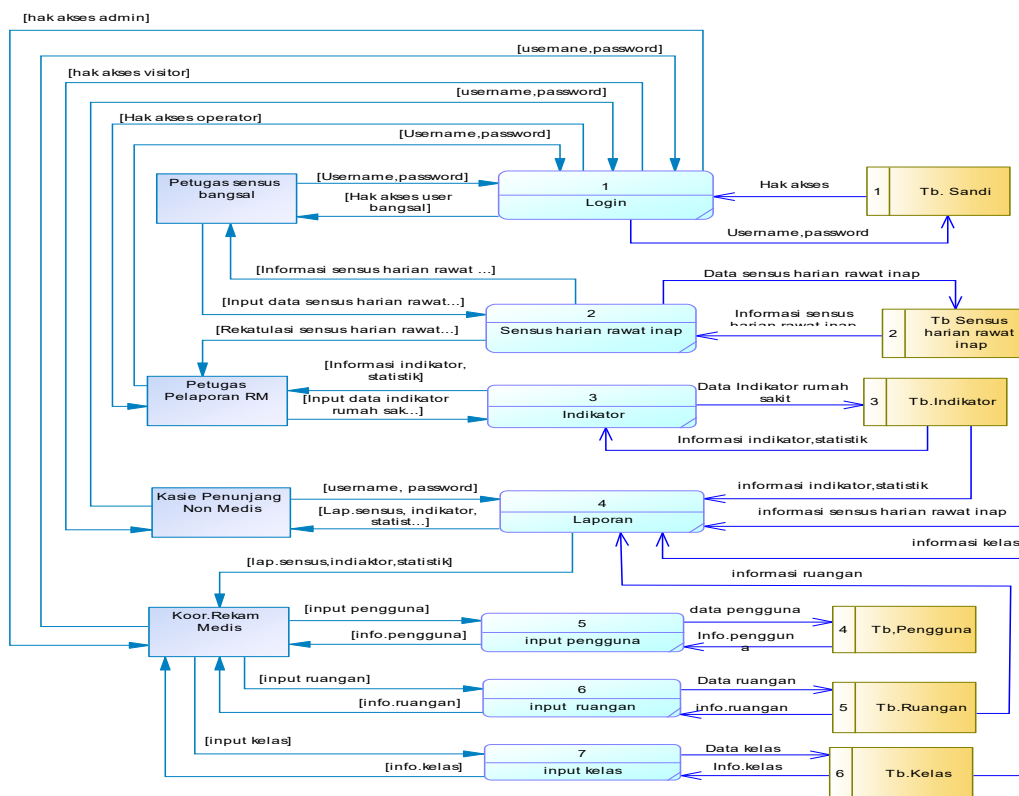 [hak akses admin]
[usemane,password]
[hak akses visitor]
[username,password]
[Hak akses operator]
[Username,password]
Petugas sensus
bangsal
[Username,password]
[Hak akses user
bangsal]
1
Login
Hak akses
Username,password
1
Tb. Sandi
[Informasi sensus harian rawat ...]
[Input data sensus harian rawat...]
[Rekatulasi sensus harian rawat...]
2
Sensus harian rawat inap
Data sensus harian rawat inap
Informasi sensus
harian rawat inap
2
Tb Sensus
harian rawat
inap
Petugas
Pelaporan RM
[Informasi indikator,
statistik]
[Input data indikator
rumah sak...]
3
Indikator
Data Indikator rumah
sakit
Informasi indikator,statistik
3
Tb.Indikator
Kasie Penunjang
Non Medis
[username, password]
[Lap.sensus, indikator,
statist...]
4
Laporan
informasi indikator,statistik
informasi sensus harian rawat inap
informasi kelas
informasi ruangan
[lap.sensus,indiaktor,statistik]
Koor.Rekam
Medis
[input pengguna]
[info.pengguna]
5
input pengguna
data pengguna
Info.penggun
a
4
Tb,Pengguna
[input ruangan]
[info.ruangan]
6
input ruangan
Data ruangan
info.ruangan
5
Tb.Ruangan
[input kelas]
[info.kelas]
7
input kelas
Data kelas
Info.kelas
6
Tb.Kelas